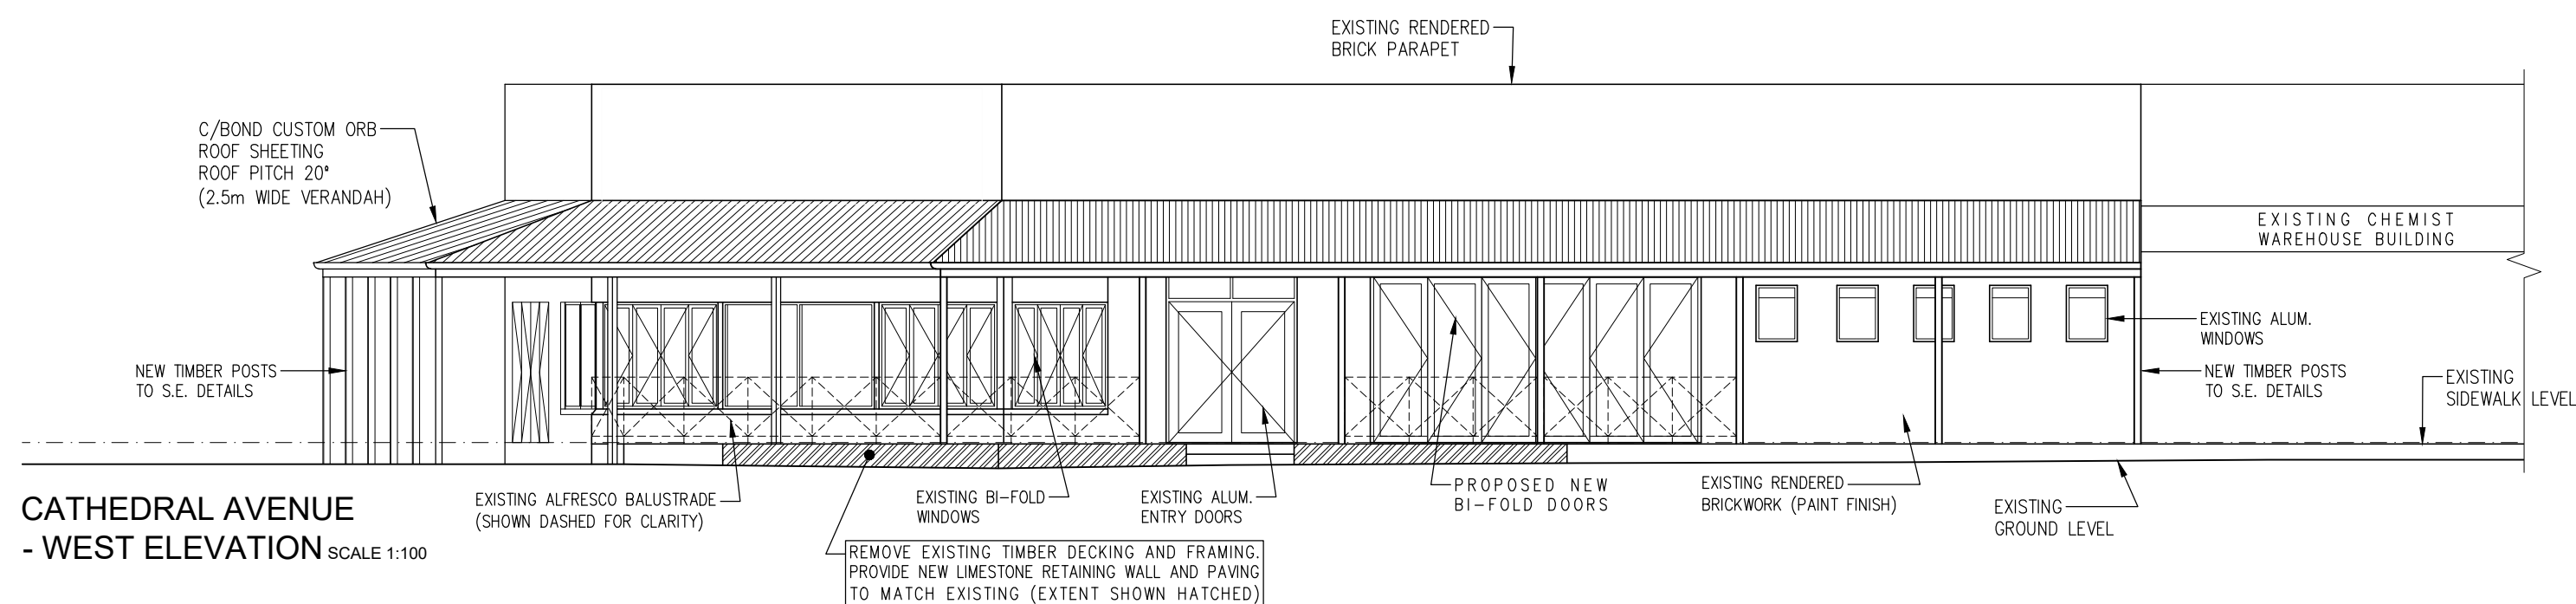 EXISTING RENDERED
BRICK PARAPET
C/BOND CUSTOM ORB
ROOF SHEETING
ROOF PITCH 20°
(2.5m WIDE VERANDAH)
EXISTING CHEMIST
WAREHOUSE BUILDING
EXISTING ALUM.
WINDOWS
NEW TIMBER POSTS
TO S.E. DETAILS
NEW TIMBER POSTS
TO S.E. DETAILS
EXISTING
SIDEWALK LEVEL
EXISTING ALFRESCO BALUSTRADE
(SHOWN DASHED FOR CLARITY)
EXISTING BI-FOLD
WINDOWS
EXISTING ALUM.
ENTRY DOORS
PROPOSED NEW
BI-FOLD DOORS
EXISTING RENDERED
BRICKWORK (PAINT FINISH)
EXISTING
GROUND LEVEL
CATHEDRAL AVENUE
- WEST ELEVATION SCALE 1:100
REMOVE EXISTING TIMBER DECKING AND FRAMING.
PROVIDE NEW LIMESTONE RETAINING WALL AND PAVING
TO MATCH EXISTING (EXTENT SHOWN HATCHED)